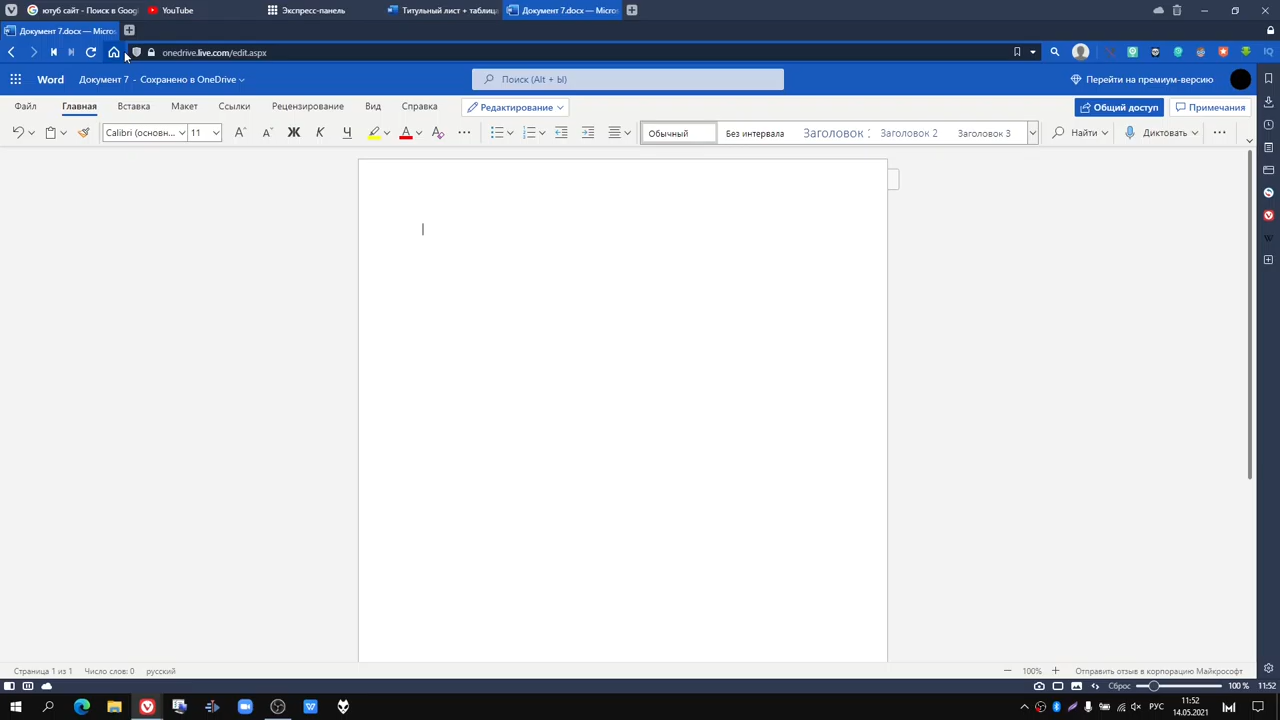 ютуб сайт - Поиск в Goog
YouTube
Экспресс-панель
Титульный лист + таблица
Документ 7.docx — Micros
Документ 7.docx — Micros
onedrive.live.com/edit.aspx
Word
Документ 7 - Сохранено в OneDrive
Поиск (Alt + Ы)
Перейти на премиум-версию
Файл
Главная
Вставка
Макет
Ссылки
Рецензирование
Вид
Справка
Редактирование
Общий доступ
Примечания
Calibri (основн...
11
Ж
К
Ч
А
Обычный
Без интервала
Заголовок 1
Заголовок 2
Заголовок 3
Найти
Диктовать
Страница 1 из 1
Число слов: 0
русский
100%
Отправить отзыв в корпорацию Майкрософт
Сброс
100 %
11:52
РУС
11:52
14.05.2021